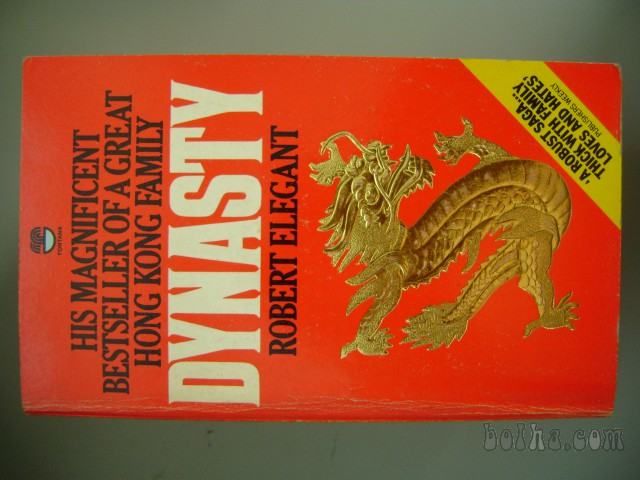 FONTANA
HIS MAGNIFICENT
BESTSELLER OF A GREAT
HONG KONG FAMILY
DYNASTY
ROBERT ELEGANT
'A ROBUST SAGA...
THICK WITH FAMILY
LOVES AND HATES'
PUBLISHERS WEEKLY
bolha.com